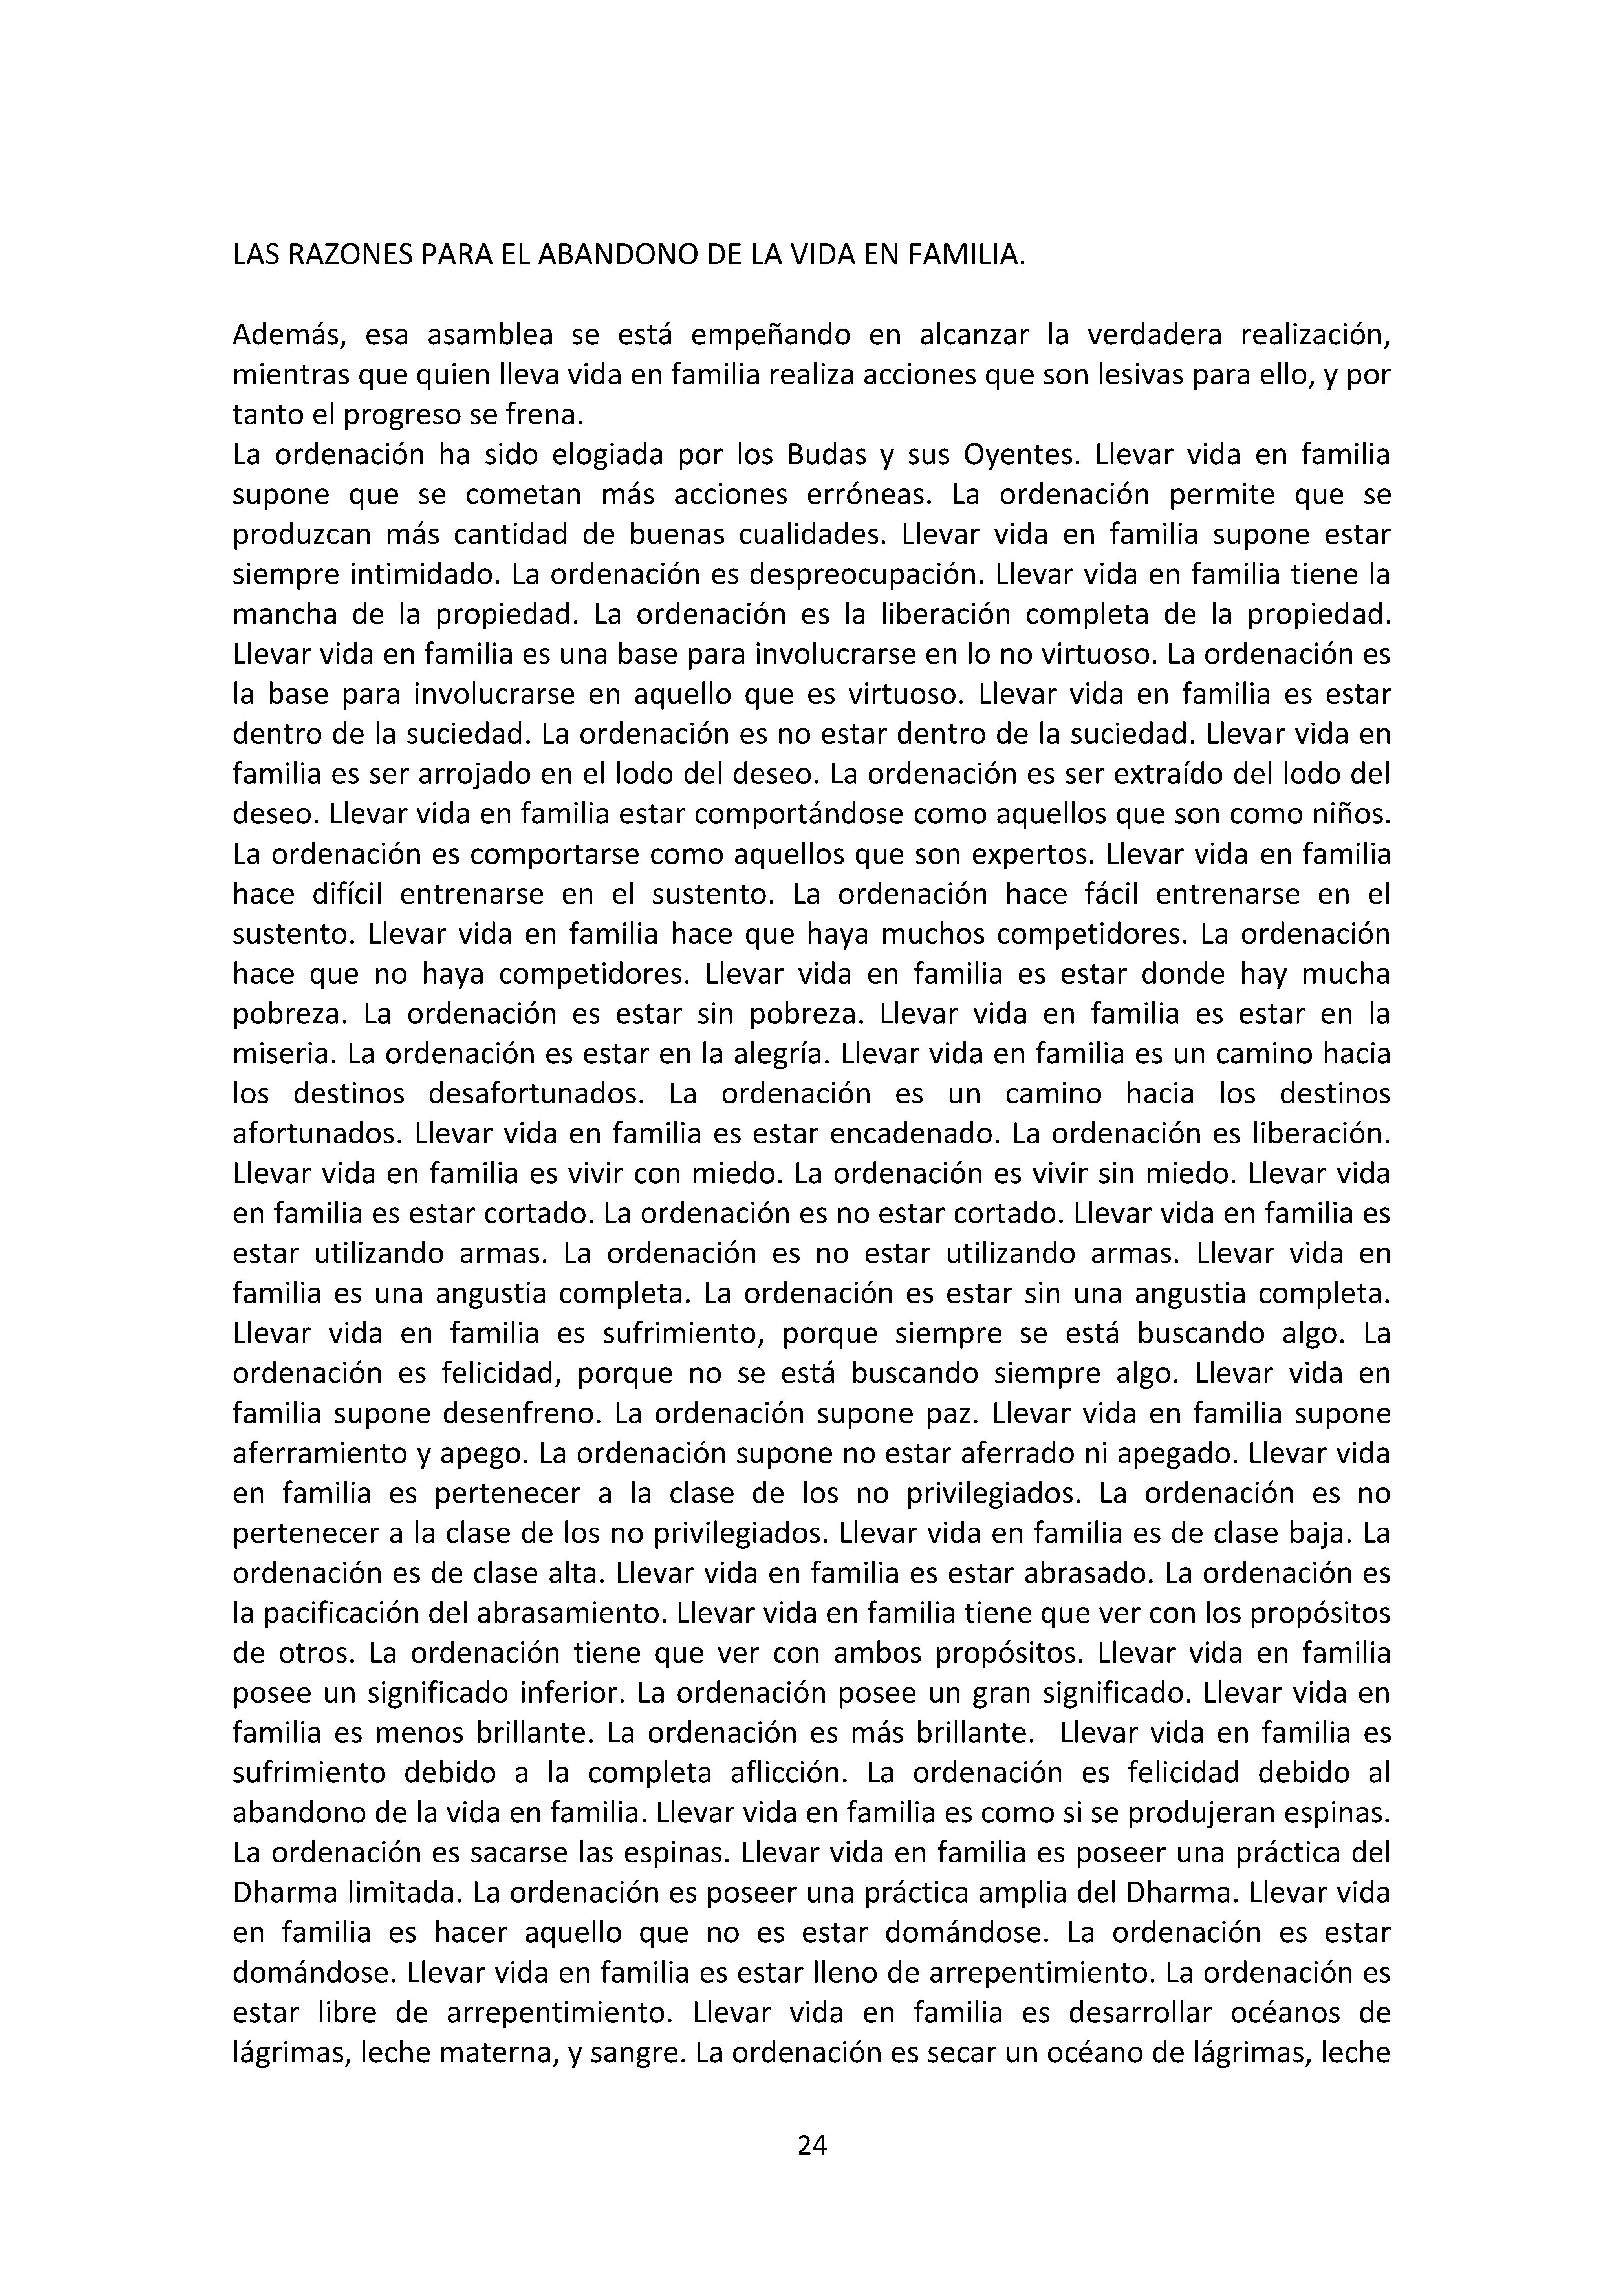 LAS RAZONES PARA EL ABANDONO DE LA VIDA EN FAMILIA.
Además, esa asamblea se está empeñando en alcanzar la verdadera realización,
mientras que quien lleva vida en familia realiza acciones que son lesivas para ello, y por
tanto el progreso se frena.
La ordenación ha sido elogiada por los Budas y sus Oyentes. Llevar vida en familia
supone que se cometan más acciones erróneas. La ordenación permite que se
produzcan más cantidad de buenas cualidades. Llevar vida en familia supone estar
siempre intimidado. La ordenación es despreocupación. Llevar vida en familia tiene la
mancha de la propiedad. La ordenación es la liberación completa de la propiedad.
Llevar vida en familia es una base para involucrarse en lo no virtuoso. La ordenación es
la base para involucrarse en aquello que es virtuoso. Llevar vida en familia es estar
dentro de la suciedad. La ordenación es no estar dentro de la suciedad. Llevar vida en
familia es ser arrojado en el lodo del deseo. La ordenación es ser extraído del lodo del
deseo. Llevar vida en familia estar comportándose como aquellos que son como niños.
La ordenación es comportarse como aquellos que son expertos. Llevar vida en familia
hace difícil entrenarse en el sustento. La ordenación hace fácil entrenarse en el
sustento. Llevar vida en familia hace que haya muchos competidores. La ordenación
hace que no haya competidores. Llevar vida en familia es estar donde hay mucha
pobreza. La ordenación es estar sin pobreza. Llevar vida en familia es estar en la
miseria. La ordenación es estar en la alegría. Llevar vida en familia es un camino hacia
los destinos desafortunados. La ordenación es un camino hacia los destinos
afortunados. Llevar vida en familia es estar encadenado. La ordenación es liberación.
Llevar vida en familia es vivir con miedo. La ordenación es vivir sin miedo. Llevar vida
en familia es estar cortado. La ordenación es no estar cortado. Llevar vida en familia es
estar utilizando armas. La ordenación es no estar utilizando armas. Llevar vida en
familia es una angustia completa. La ordenación es estar sin una angustia completa.
Llevar vida en familia es sufrimiento, porque siempre se está buscando algo. La
ordenación es felicidad, porque no se está buscando siempre algo. Llevar vida en
familia supone desenfreno. La ordenación supone paz. Llevar vida en familia supone
aferramiento y apego. La ordenación supone no estar aferrado ni apegado. Llevar vida
en familia es pertenecer a la clase de los no privilegiados. La ordenación es no
pertenecer a la clase de los no privilegiados. Llevar vida en familia es de clase baja. La
ordenación es de clase alta. Llevar vida en familia es estar abrasado. La ordenación es
la pacificación del abrasamiento. Llevar vida en familia tiene que ver con los propósitos
de otros. La ordenación tiene que ver con ambos propósitos. Llevar vida en familia
posee un significado inferior. La ordenación posee un gran significado. Llevar vida en
familia es menos brillante. La ordenación es más brillante.  Llevar vida en familia es
sufrimiento debido a la completa aflicción. La ordenación es felicidad debido al
abandono de la vida en familia. Llevar vida en familia es como si se produjeran espinas.
La ordenación es sacarse las espinas. Llevar vida en familia es poseer una práctica del
Dharma limitada. La ordenación es poseer una práctica amplia del Dharma. Llevar vida
en familia es hacer aquello que no es estar domándose. La ordenación es estar
domándose. Llevar vida en familia es estar lleno de arrepentimiento. La ordenación es
estar libre de arrepentimiento. Llevar vida en familia es desarrollar océanos de
lágrimas, leche materna, y sangre. La ordenación es secar un océano de lágrimas, leche
24